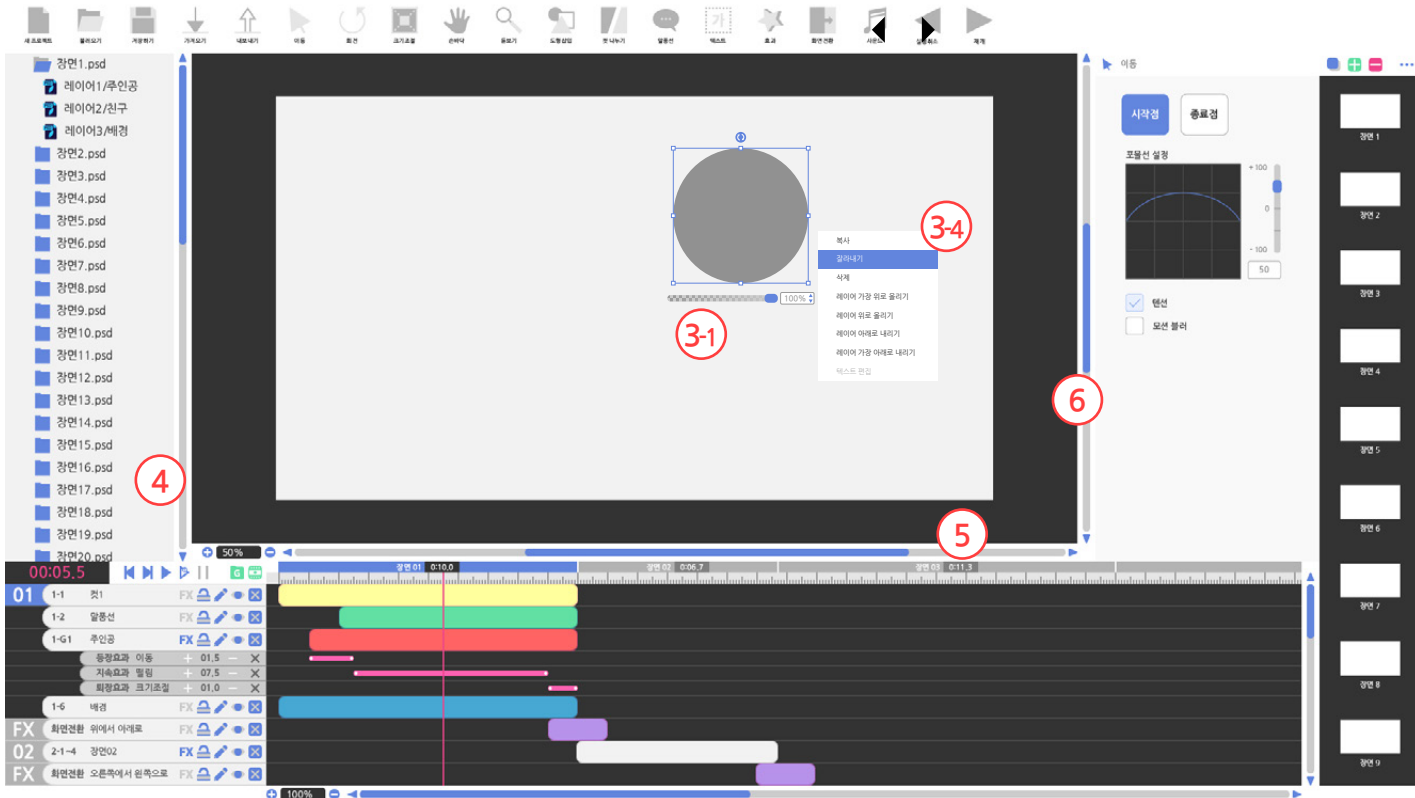 새 프로젝트 불러오기 저장하기 가져오기 내보내기 이동 회전 크기조절 손바닥 돋보기 도형삽입 컷 나누기 말풍선 텍스트 효과 화면전환 사운드 실행취소 재개
가
장면1.psd
레이어1/주인공
레이어2/친구
레이어3/배경
장면2.psd
장면3.psd
장면4.psd
장면5.psd
장면6.psd
장면7.psd
장면8.psd
장면9.psd
장면10.psd
장면11.psd
장면12.psd
장면13.psd
장면14.psd
장면15.psd
장면16.psd
장면17.psd
장면18.psd
장면19.psd
장면20.psd
4
100%
3-1
3-4
복사
잘라내기
삭제
레이어 가장 위로 올리기
레이어 위로 올리기
레이어 아래로 내리기
레이어 가장 아래로 내리기
텍스트 편집
6
5
50%
이동
시작점 종료점
포물선 설정
+ 100
0
- 100
50
텐션
모션 블러
장면 1
장면 2
장면 3
장면 4
장면 5
장면 6
장면 7
장면 8
장면 9
00:05.5 G
장면 01 0:10.0 장면 02 0:06.7 장면 03 0:11.3
01 1-1 컷1 FX
1-2 말풍선 FX
1-G1 주인공 FX
등장효과 이동 + 01.5 − X
지속효과 떨림 + 07.5 − X
퇴장효과 크기조절 + 01.0 − X
1-6 배경 FX
FX 화면전환 위에서 아래로 FX
02 2-1~4 장면02 FX
FX 화면전환 오른쪽에서 왼쪽으로 FX
100%